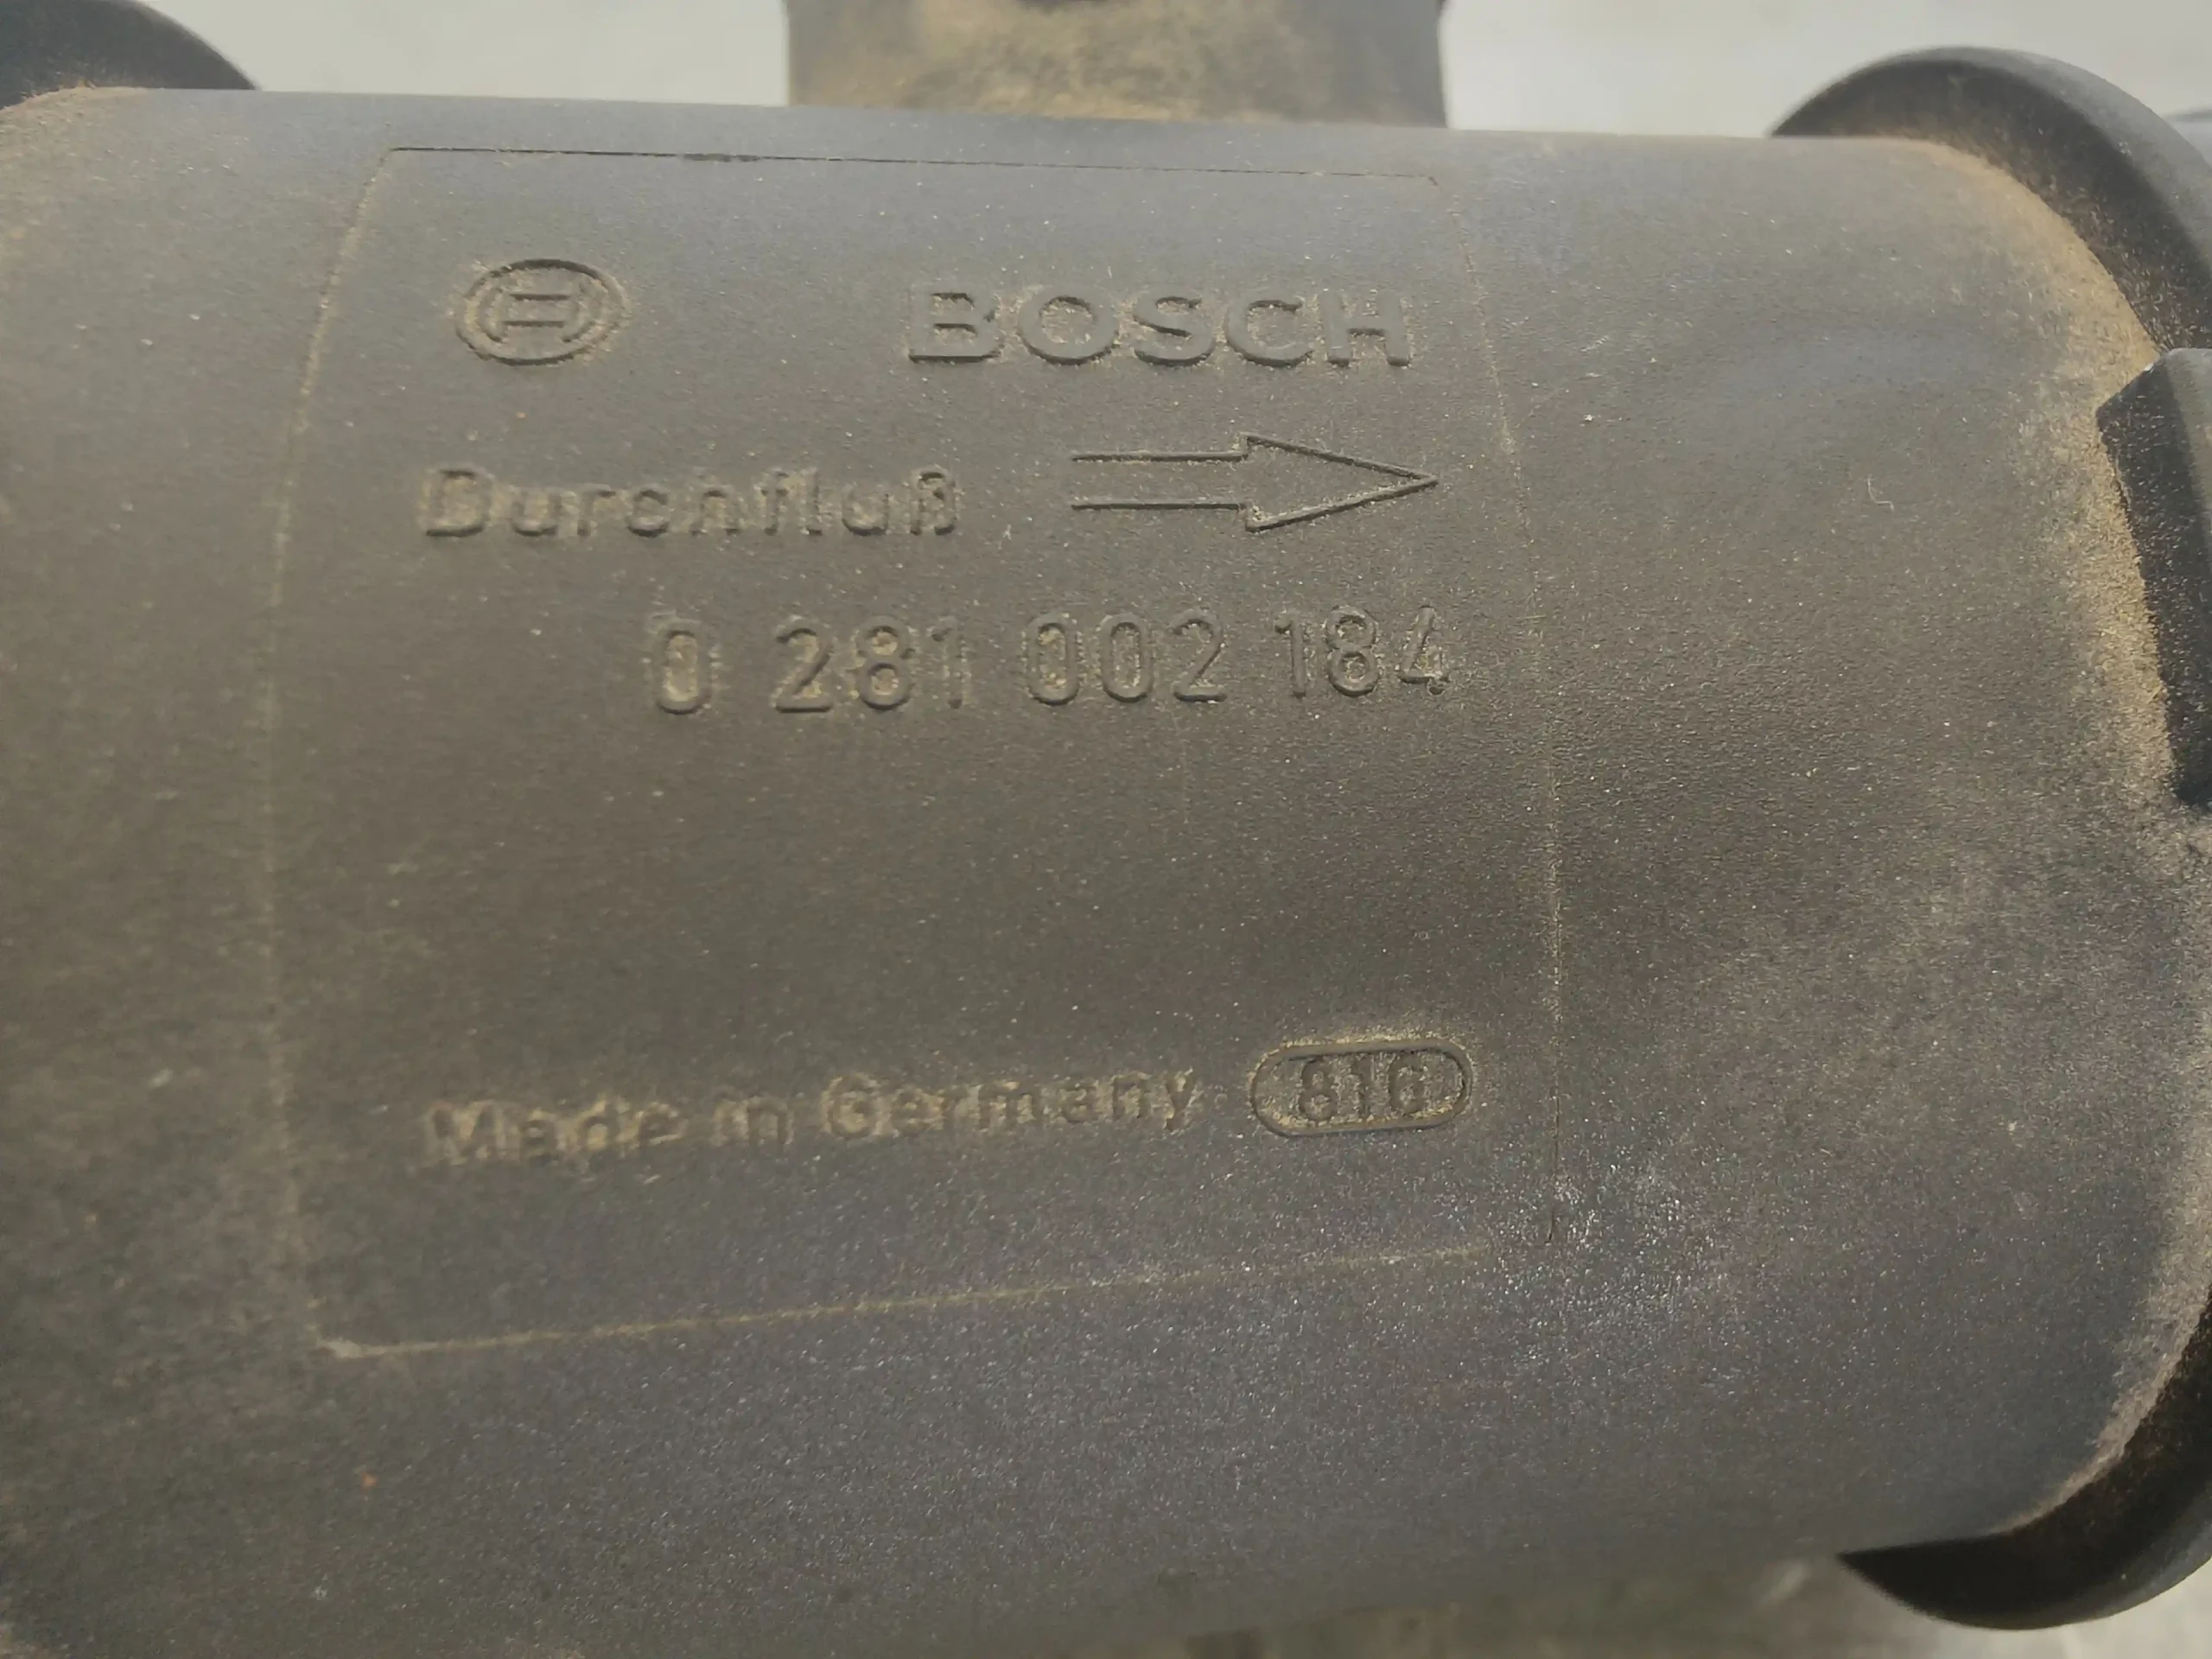 BOSCH
Durchfluß
0 281 002 184
Made in Germany 816